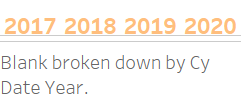 2017 2018 2019 2020
Blank broken down by Cy
Date Year.